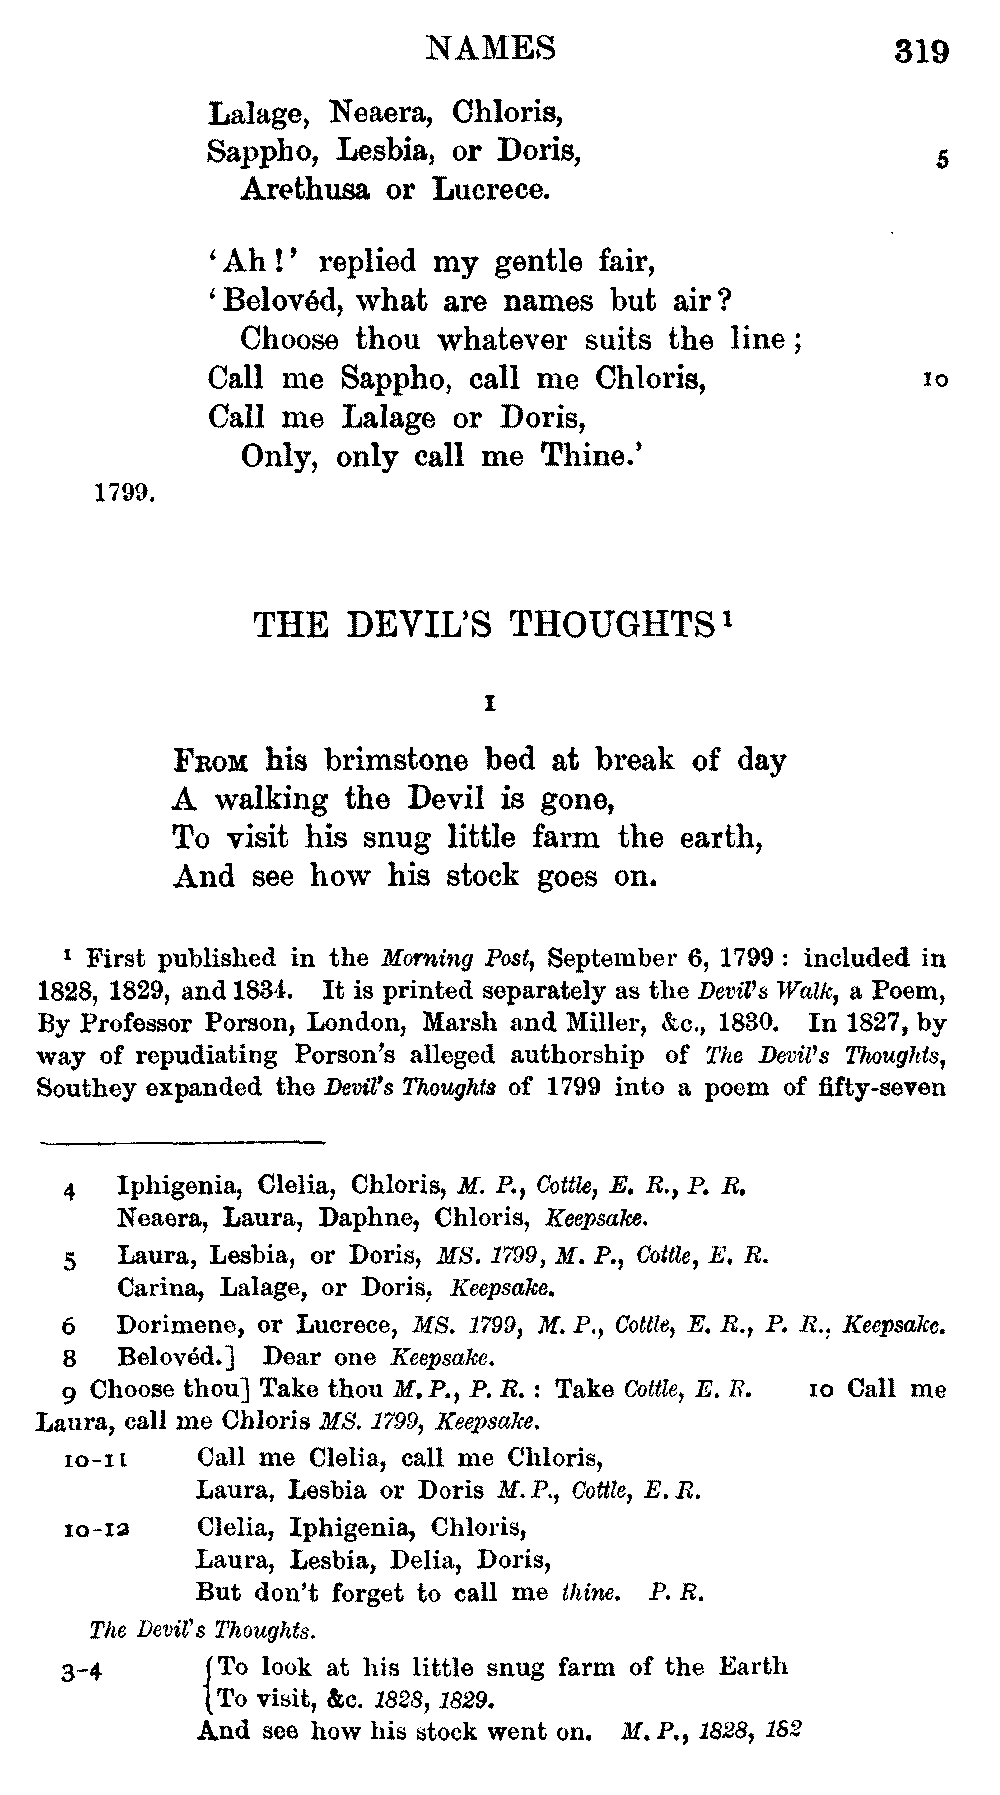 NAMES 319
Lalage, Neaera, Chloris,
Sappho, Lesbia, or Doris, 5
Arethusa or Lucrece.
‘Ah!’ replied my gentle fair,
‘Belovéd, what are names but air?
Choose thou whatever suits the line;
Call me Sappho, call me Chloris, 10
Call me Lalage or Doris,
Only, only call me Thine.’
1799.
THE DEVIL’S THOUGHTS¹
I
FROM his brimstone bed at break of day
A walking the Devil is gone,
To visit his snug little farm the earth,
And see how his stock goes on.
¹ First published in the Morning Post, September 6, 1799: included in
1828, 1829, and 1834. It is printed separately as the Devil’s Walk, a Poem,
By Professor Porson, London, Marsh and Miller, &c., 1830. In 1827, by
way of repudiating Porson’s alleged authorship of The Devil’s Thoughts,
Southey expanded the Devil’s Thoughts of 1799 into a poem of fifty-seven
4 Iphigenia, Clelia, Chloris, M. P., Cottle, E. R., P. R.
Neaera, Laura, Daphne, Chloris, Keepsake.
5 Laura, Lesbia, or Doris, MS. 1799, M. P., Cottle, E. R.
Carina, Lalage, or Doris, Keepsake.
6 Dorimene, or Lucrece, MS. 1799, M. P., Cottle, E. R., P. R., Keepsake.
8 Belovéd.] Dear one Keepsake.
9 Choose thou] Take thou M. P., P. R.: Take Cottle, E. R. 10 Call me
Laura, call me Chloris MS. 1799, Keepsake.
10-11 Call me Clelia, call me Chloris,
Laura, Lesbia or Doris M. P., Cottle, E. R.
10-12 Clelia, Iphigenia, Chloris,
Laura, Lesbia, Delia, Doris,
But don’t forget to call me thine. P. R.
The Devil’s Thoughts.
3-4 {To look at his little snug farm of the Earth
{To visit, &c. 1828, 1829.
And see how his stock went on. M. P., 1828, 182